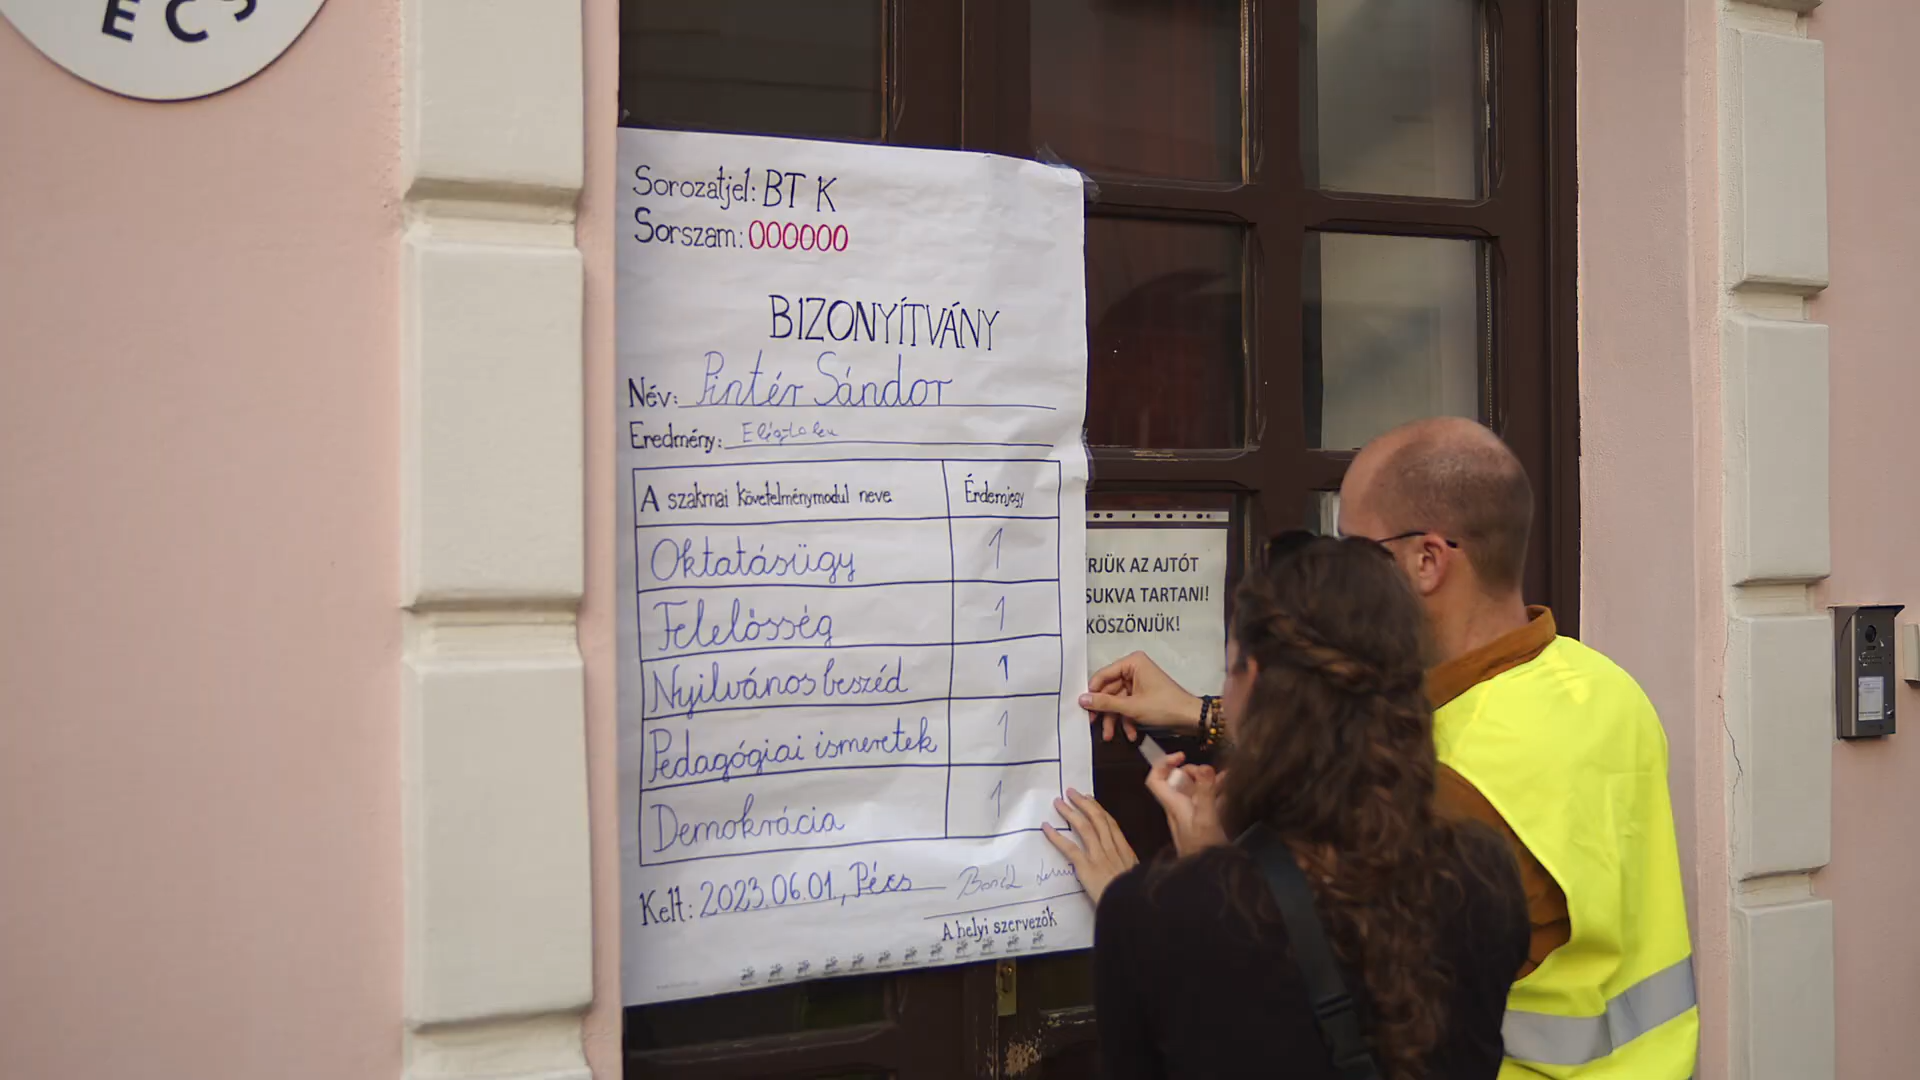 ECS
Sorozatjel: BT K
Sorszam: 000000
BIZONYÍTVÁNY
Név: Pintér Sándor
Eredmény:
A szakmai követelménymodul neve Érdemjegy
Oktatásügy 1
Felelősség 1
Nyilvános beszéd 1
Pedagógiai ismeretek 1
Demokrácia 1
Kelt: 2023.06.01., Pécs
A helyi szervezők
RJÜK AZ AJTÓT
SUKVA TARTANI!
KÖSZÖNJÜK!